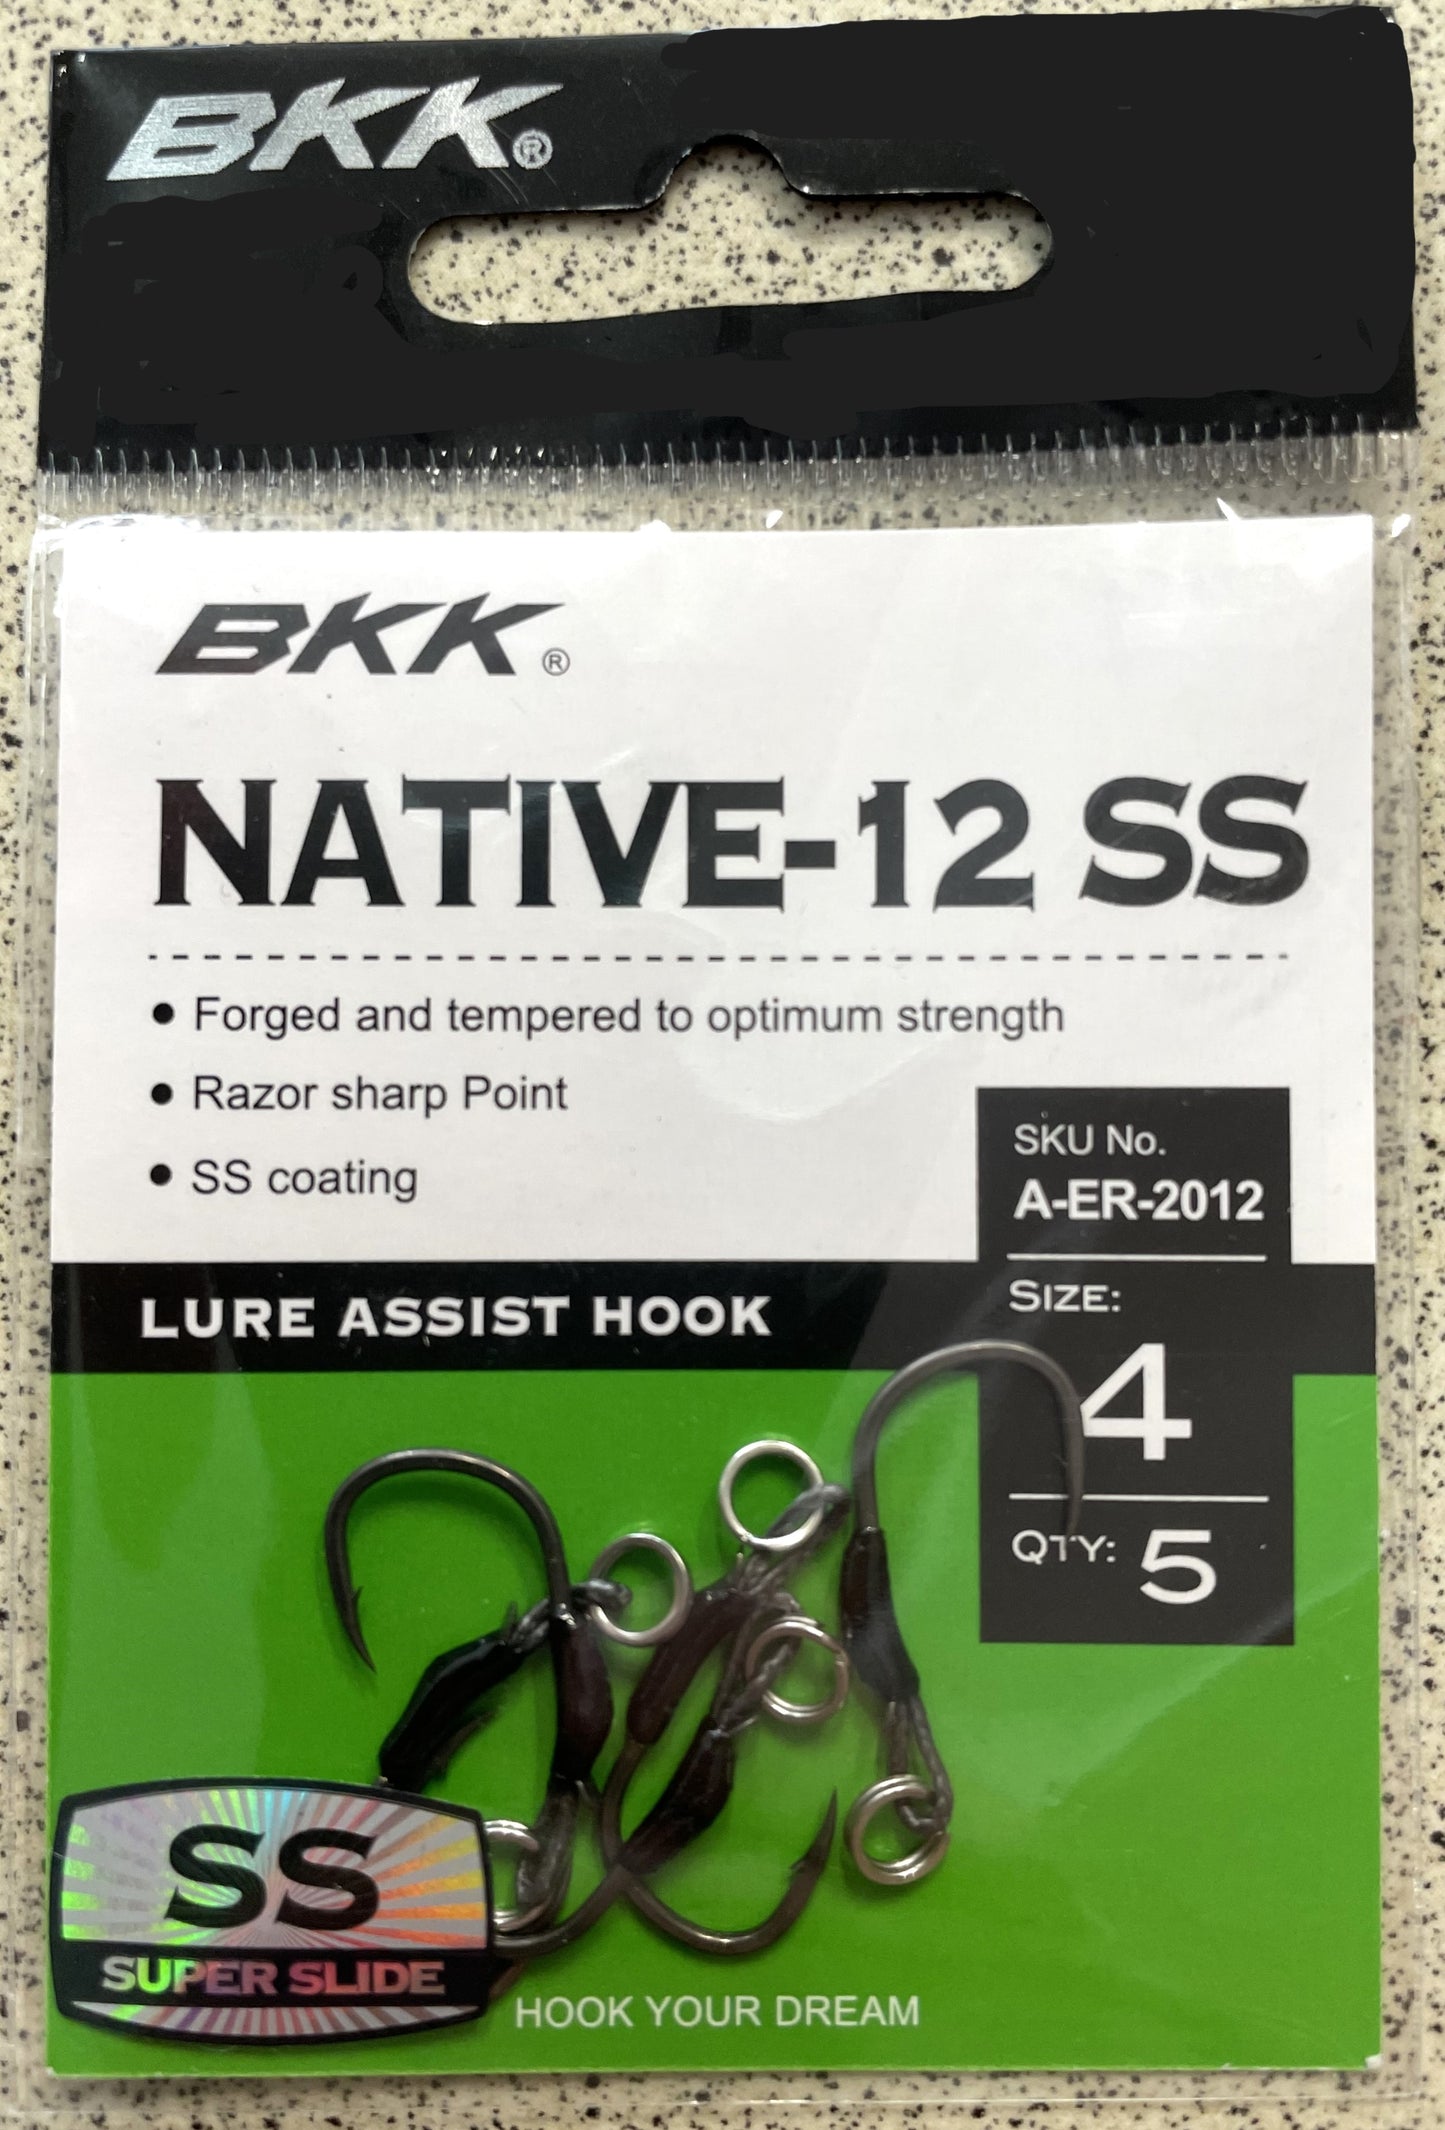 BKK®
BKK®
NATIVE-12 SS
• Forged and tempered to optimum strength
• Razor sharp Point
• SS coating
SKU No.
A-ER-2012
LURE ASSIST HOOK
SIZE:
4
QTY: 5
SS
SUPER SLIDE
HOOK YOUR DREAM